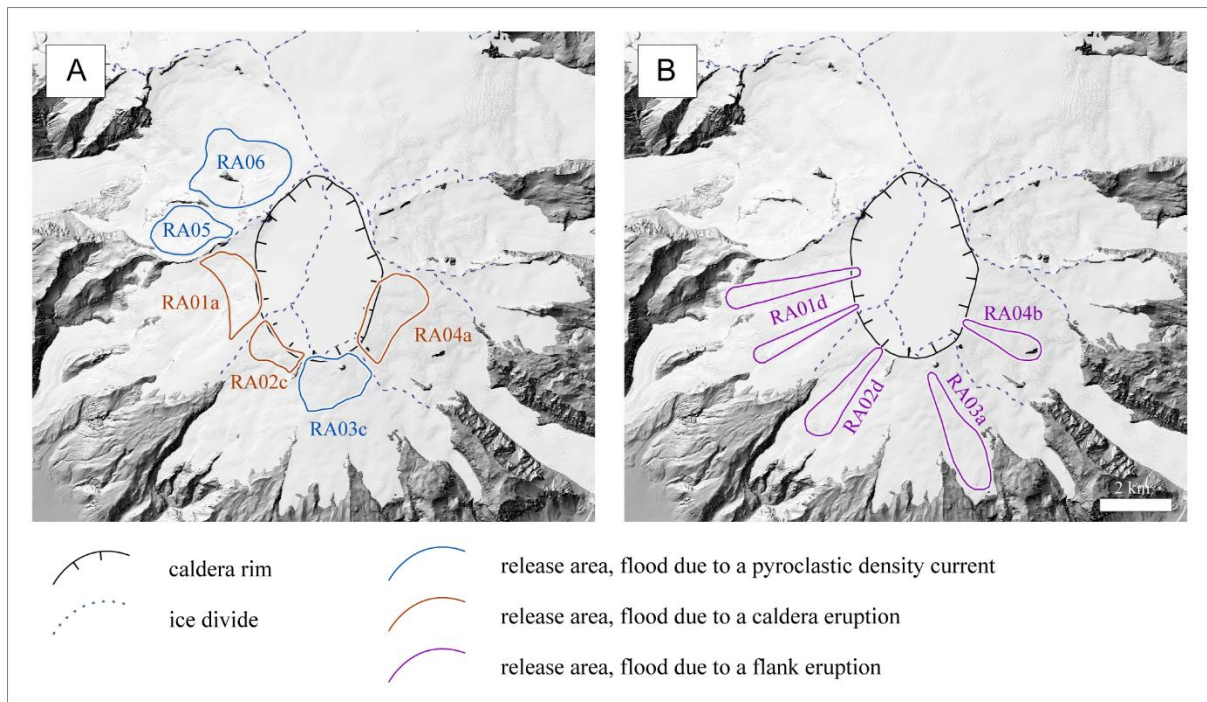 A
RA06
RA05
RA01a
RA02c
RA04a
RA03c
B
RA01d
RA04b
RA02d
RA03a
2 km
caldera rim
ice divide
release area, flood due to a pyroclastic density current
release area, flood due to a caldera eruption
release area, flood due to a flank eruption